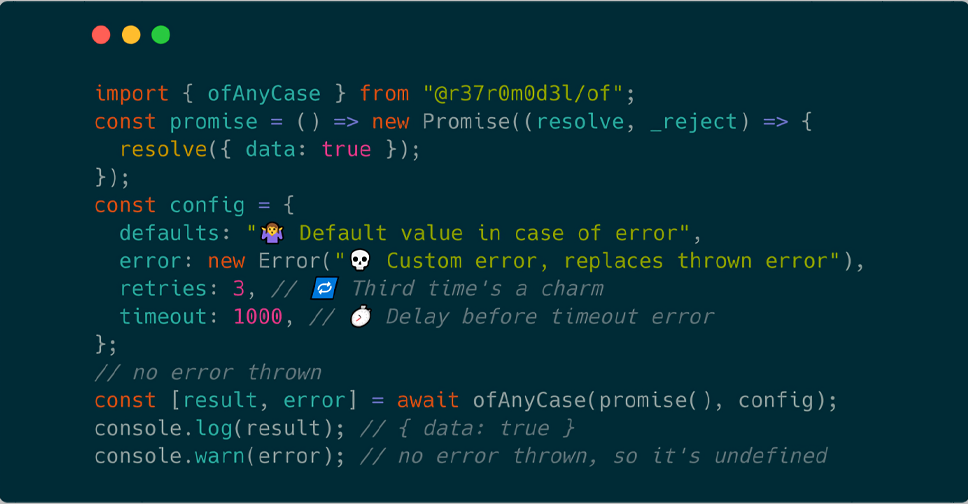 import { ofAnyCase } from "@r37r0m0d3l/of";
const promise = () => new Promise((resolve, _reject) => {
  resolve({ data: true });
});
const config = {
  defaults: "🤷‍♀️ Default value in case of error",
  error: new Error("💀 Custom error, replaces thrown error"),
  retries: 3, // 🔁 Third time's a charm
  timeout: 1000, // ⏱ Delay before timeout error
};
// no error thrown
const [result, error] = await ofAnyCase(promise(), config);
console.log(result); // { data: true }
console.warn(error); // no error thrown, so it's undefined